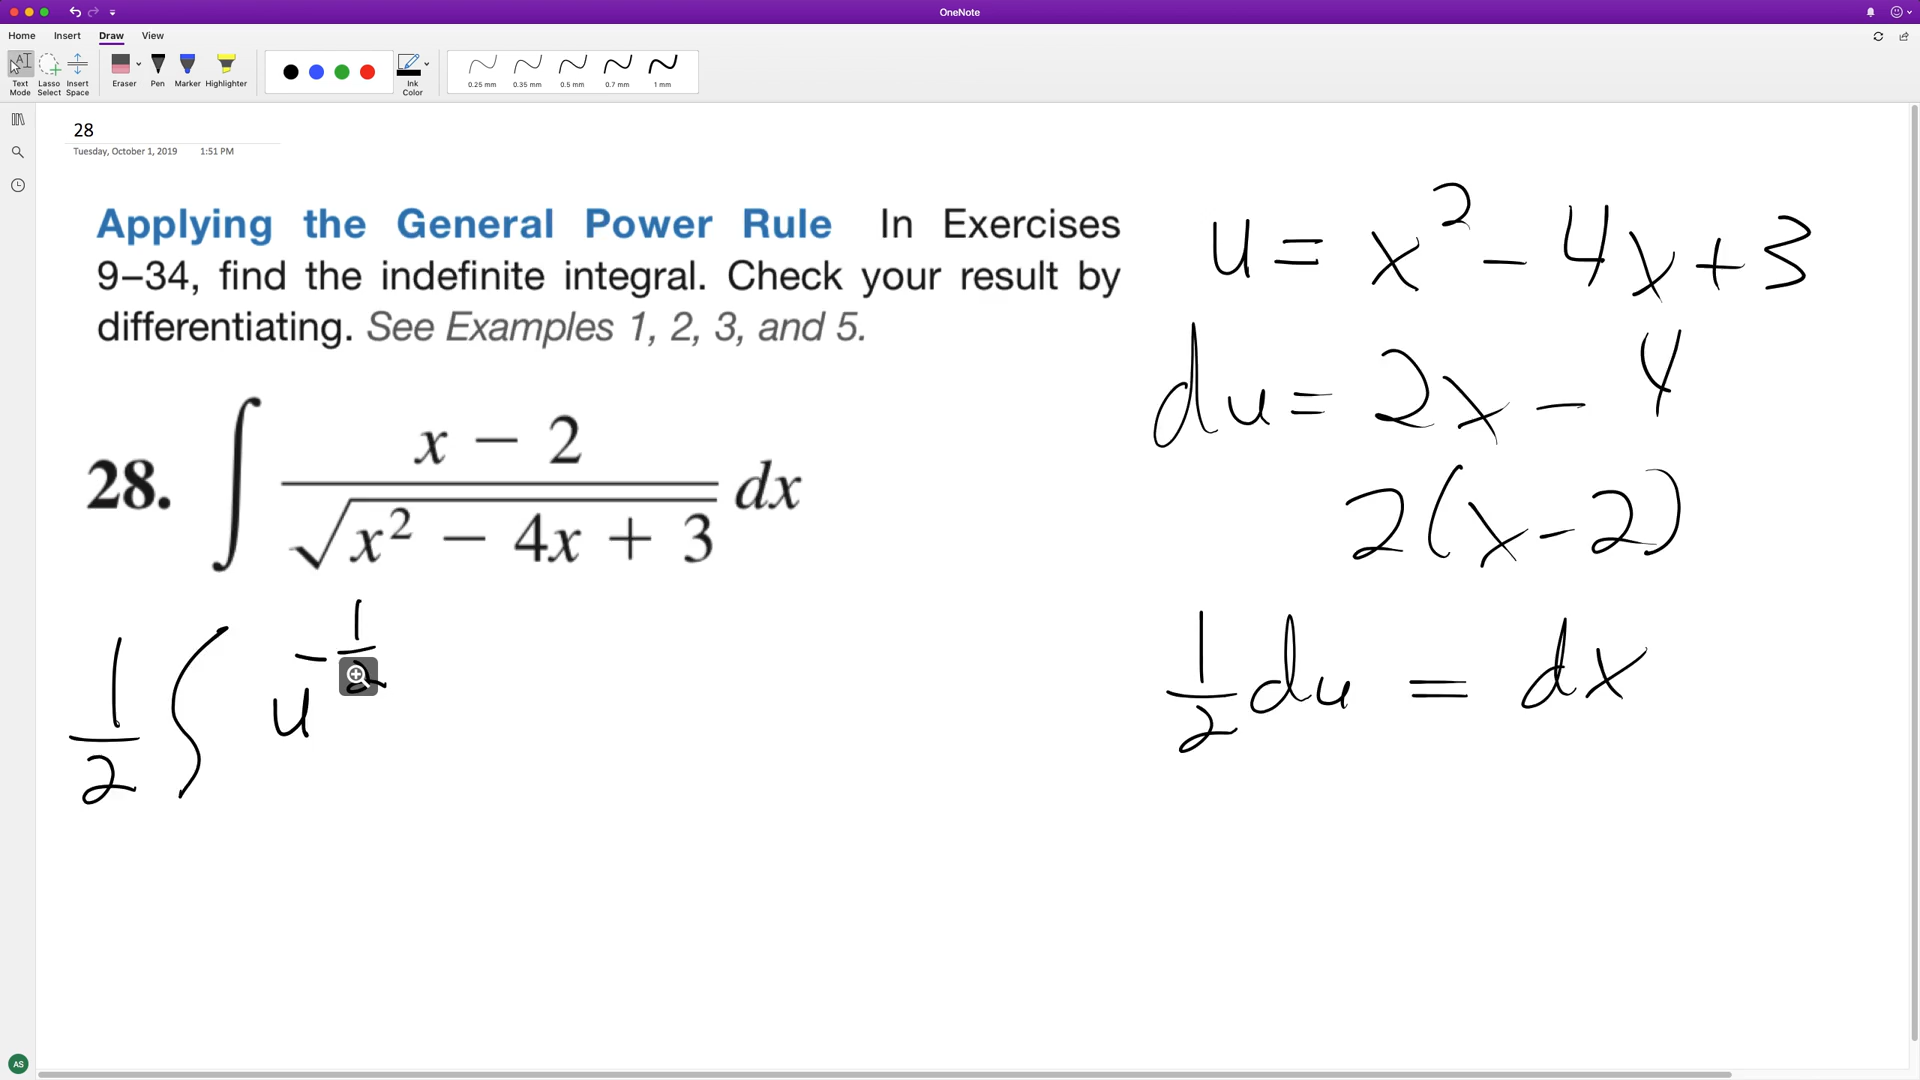 OneNote
Home Insert Draw View
Text Mode
Lasso Select
Insert Space
Eraser
Pen
Marker
Highlighter
Ink Color
0.25 mm 0.35 mm 0.5 mm 0.7 mm 1 mm
28
Tuesday, October 1, 2019 1:51 PM
Applying the General Power Rule In Exercises
9–34, find the indefinite integral. Check your result by
differentiating. See Examples 1, 2, 3, and 5.
28. ∫ (x − 2)/√(x² − 4x + 3) dx
1/2 ∫ u^(-1/2)
u = x² - 4x + 3
du = 2x - 4
2(x-2)
1/2 du = dx
AS